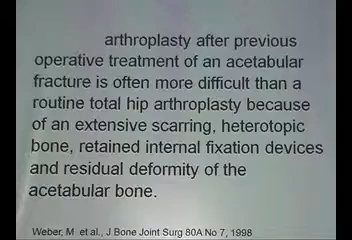 arthroplasty after previous
operative treatment of an acetabular
fracture is often more difficult than a
routine total hip arthroplasty because
of an extensive scarring, heterotopic
bone, retained internal fixation devices
and residual deformity of the
acetabular bone.
Weber, M et al., J Bone Joint Surg 80A No 7, 1998